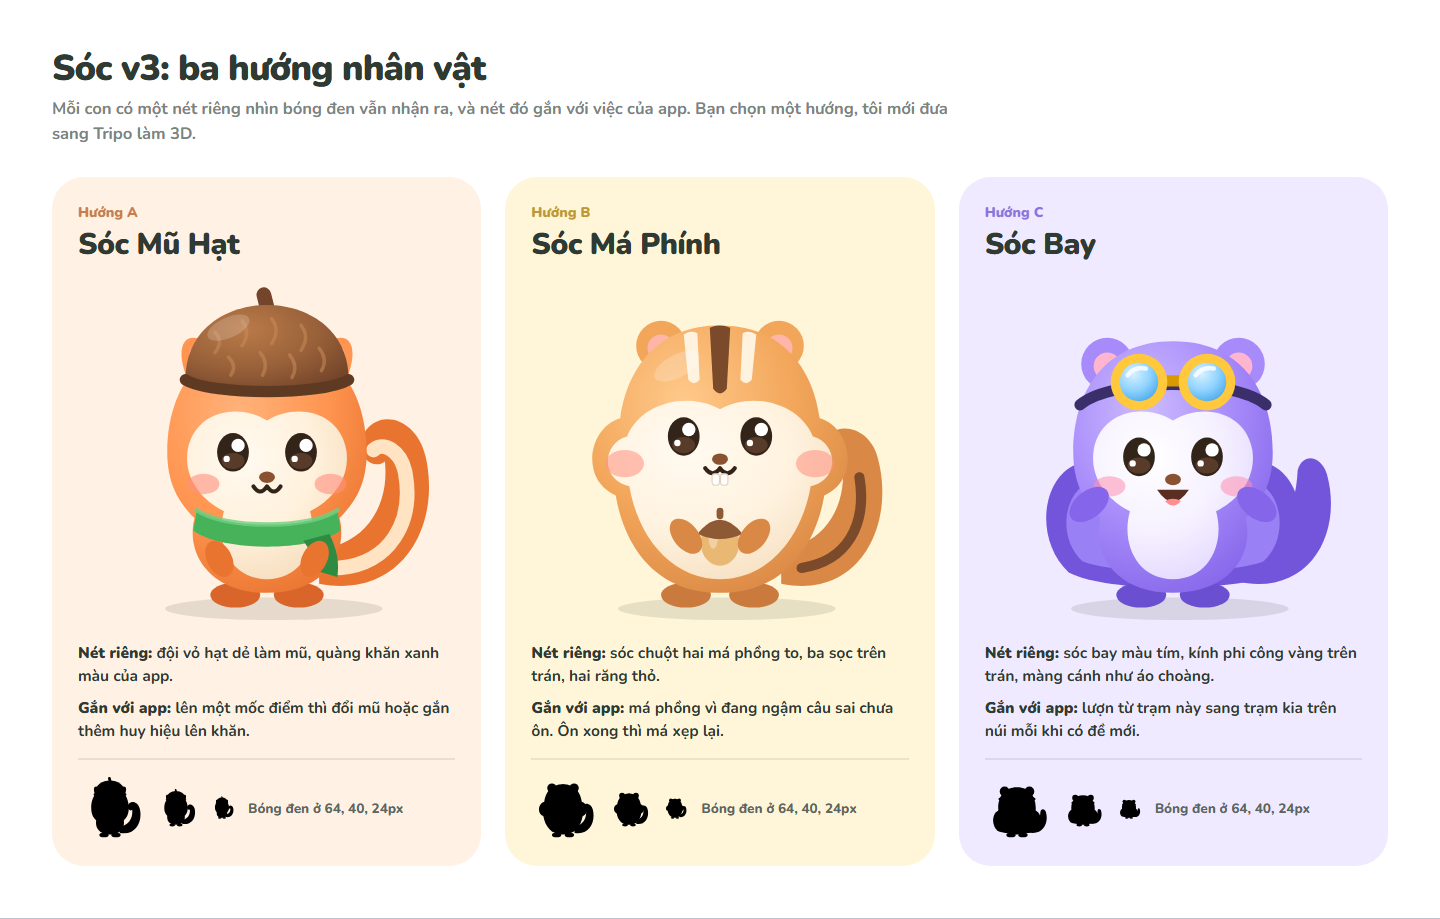 Sóc v3: ba hướng nhân vật
Mỗi con có một nét riêng nhìn bóng đen vẫn nhận ra, và nét đó gắn với việc của app. Bạn chọn một hướng, tôi mới đưa
sang Tripo làm 3D.
Hướng A
Sóc Mũ Hạt
Nét riêng: đội vỏ hạt dẻ làm mũ, quàng khăn xanh
màu của app.
Gắn với app: lên một mốc điểm thì đổi mũ hoặc gắn
thêm huy hiệu lên khăn.
Bóng đen ở 64, 40, 24px
Hướng B
Sóc Má Phính
Nét riêng: sóc chuột hai má phồng to, ba sọc trên
trán, hai răng thỏ.
Gắn với app: má phồng vì đang ngậm câu sai chưa
ôn. Ôn xong thì má xẹp lại.
Bóng đen ở 64, 40, 24px
Hướng C
Sóc Bay
Nét riêng: sóc bay màu tím, kính phi công vàng trên
trán, màng cánh như áo choàng.
Gắn với app: lượn từ trạm này sang trạm kia trên
núi mỗi khi có đề mới.
Bóng đen ở 64, 40, 24px